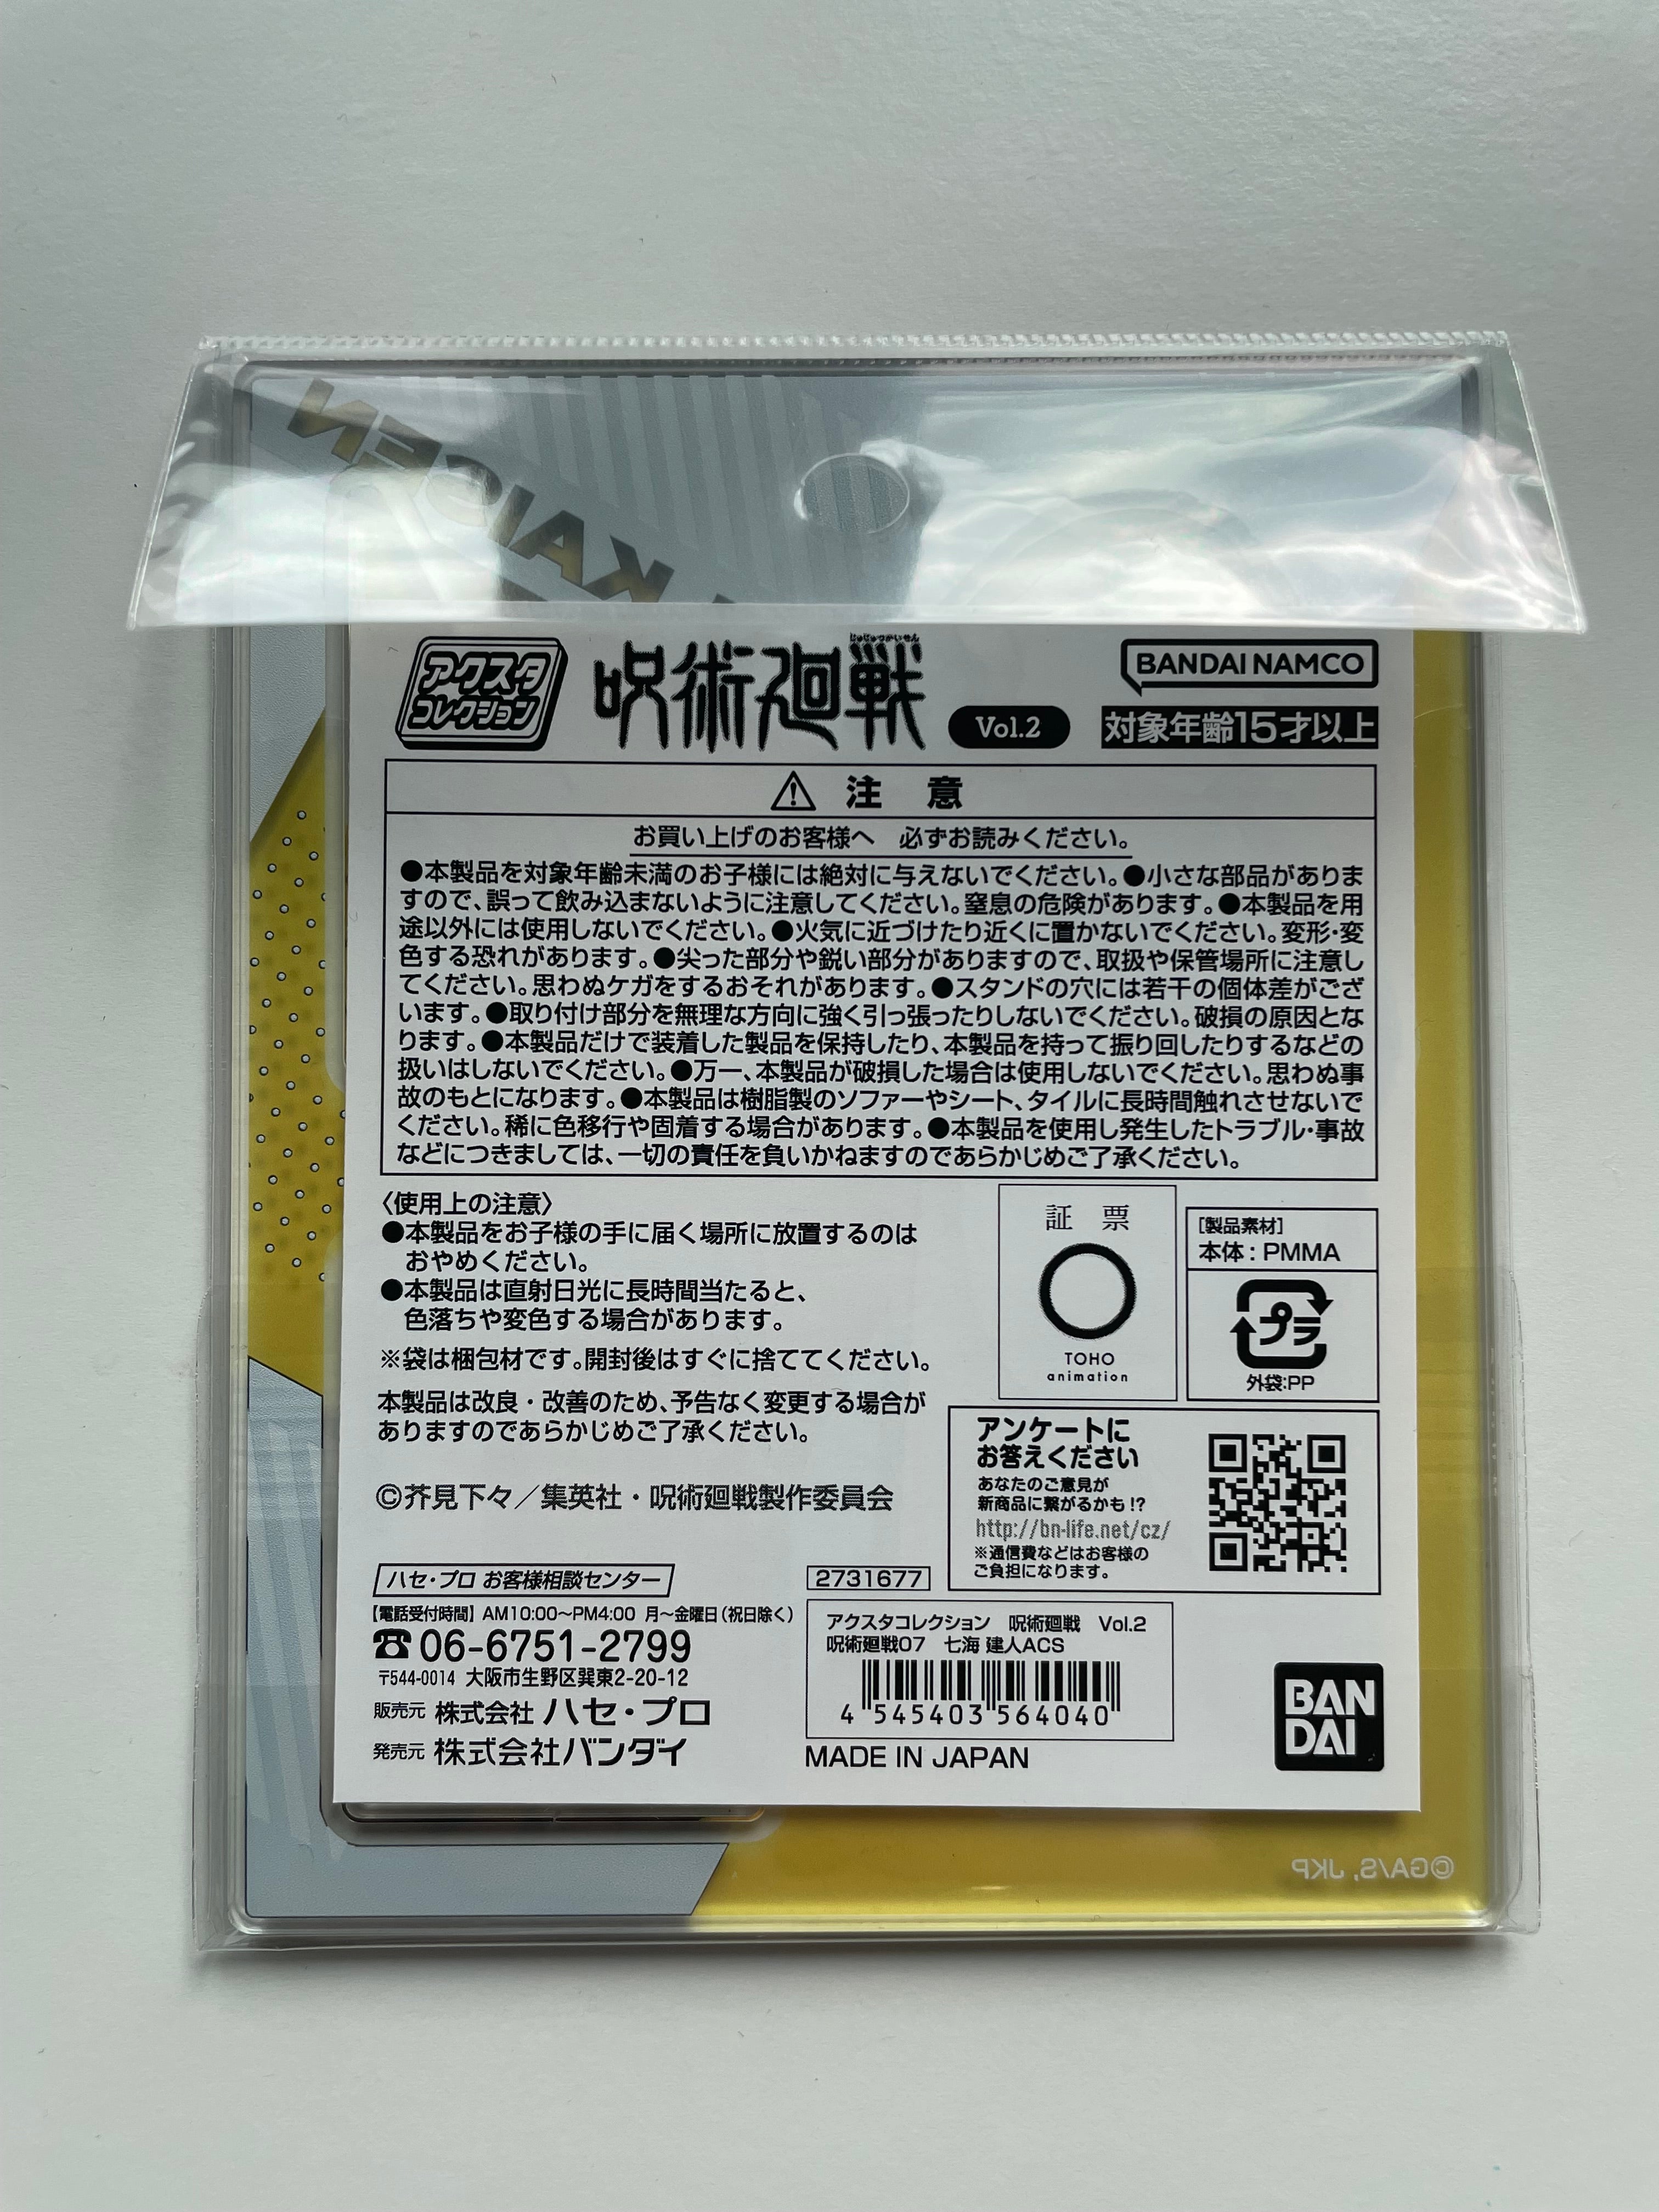 KAISEN
アクスタ
コレクション
じゅじゅつかいせん
呪術廻戦
Vol.2
BANDAI NAMCO
対象年齢15才以上
注 意
お買い上げのお客様へ 必ずお読みください。
●本製品を対象年齢未満のお子様には絶対に与えないでください。●小さな部品がありま
すので、誤って飲み込まないように注意してください。窒息の危険があります。●本製品を用
途以外には使用しないでください。●火気に近づけたり近くに置かないでください。変形・変
色する恐れがあります。●尖った部分や鋭い部分がありますので、取扱や保管場所に注意し
てください。思わぬケガをするおそれがあります。●スタンドの穴には若干の個体差がござ
います。●取り付け部分を無理な方向に強く引っ張ったりしないでください。破損の原因とな
ります。●本製品だけで装着した製品を保持したり、本製品を持って振り回したりするなどの
扱いはしないでください。●万一、本製品が破損した場合は使用しないでください。思わぬ事
故のもとになります。●本製品は樹脂製のソファーやシート、タイルに長時間触れさせないで
ください。稀に色移行や固着する場合があります。●本製品を使用し発生したトラブル・事故
などにつきましては、一切の責任を負いかねますのであらかじめご了承ください。
〈使用上の注意〉
●本製品をお子様の手に届く場所に放置するのは
おやめください。
●本製品は直射日光に長時間当たると、
色落ちや変色する場合があります。
※袋は梱包材です。開封後はすぐに捨ててください。
本製品は改良・改善のため、予告なく変更する場合が
ありますのであらかじめご了承ください。
©芥見下々／集英社・呪術廻戦製作委員会
証 票
TOHO
animation
［製品素材］
本体：PMMA
プラ
外袋:PP
アンケートに
お答えください
あなたのご意見が
新商品に繋がるかも!?
http://bn-life.net/cz/
※通信費などはお客様の
ご負担になります。
ハセ・プロ お客様相談センター
【電話受付時間】 AM10:00～PM4:00 月～金曜日（祝日除く）
☎06-6751-2799
〒544-0014 大阪市生野区巽東2-20-12
販売元 株式会社 ハセ・プロ
発売元 株式会社バンダイ
2731677
アクスタコレクション 呪術廻戦 Vol.2
呪術廻戦07 七海 建人ACS
4 545403 564040
MADE IN JAPAN
BAN
DAI
©GA/S, JKP